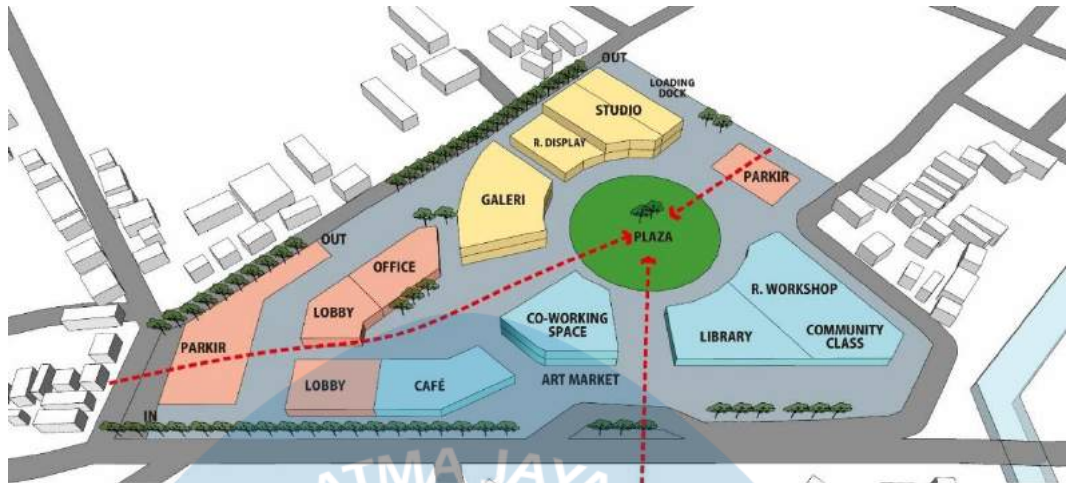 OUT
LOADING
DOCK
STUDIO
R. DISPLAY
PARKIR
GALERI
PLAZA
OUT
OFFICE
LOBBY
R. WORKSHOP
CO-WORKING
SPACE
LIBRARY
COMMUNITY
CLASS
PARKIR
LOBBY
CAFÉ
ART MARKET
IN
ATMA JAYA